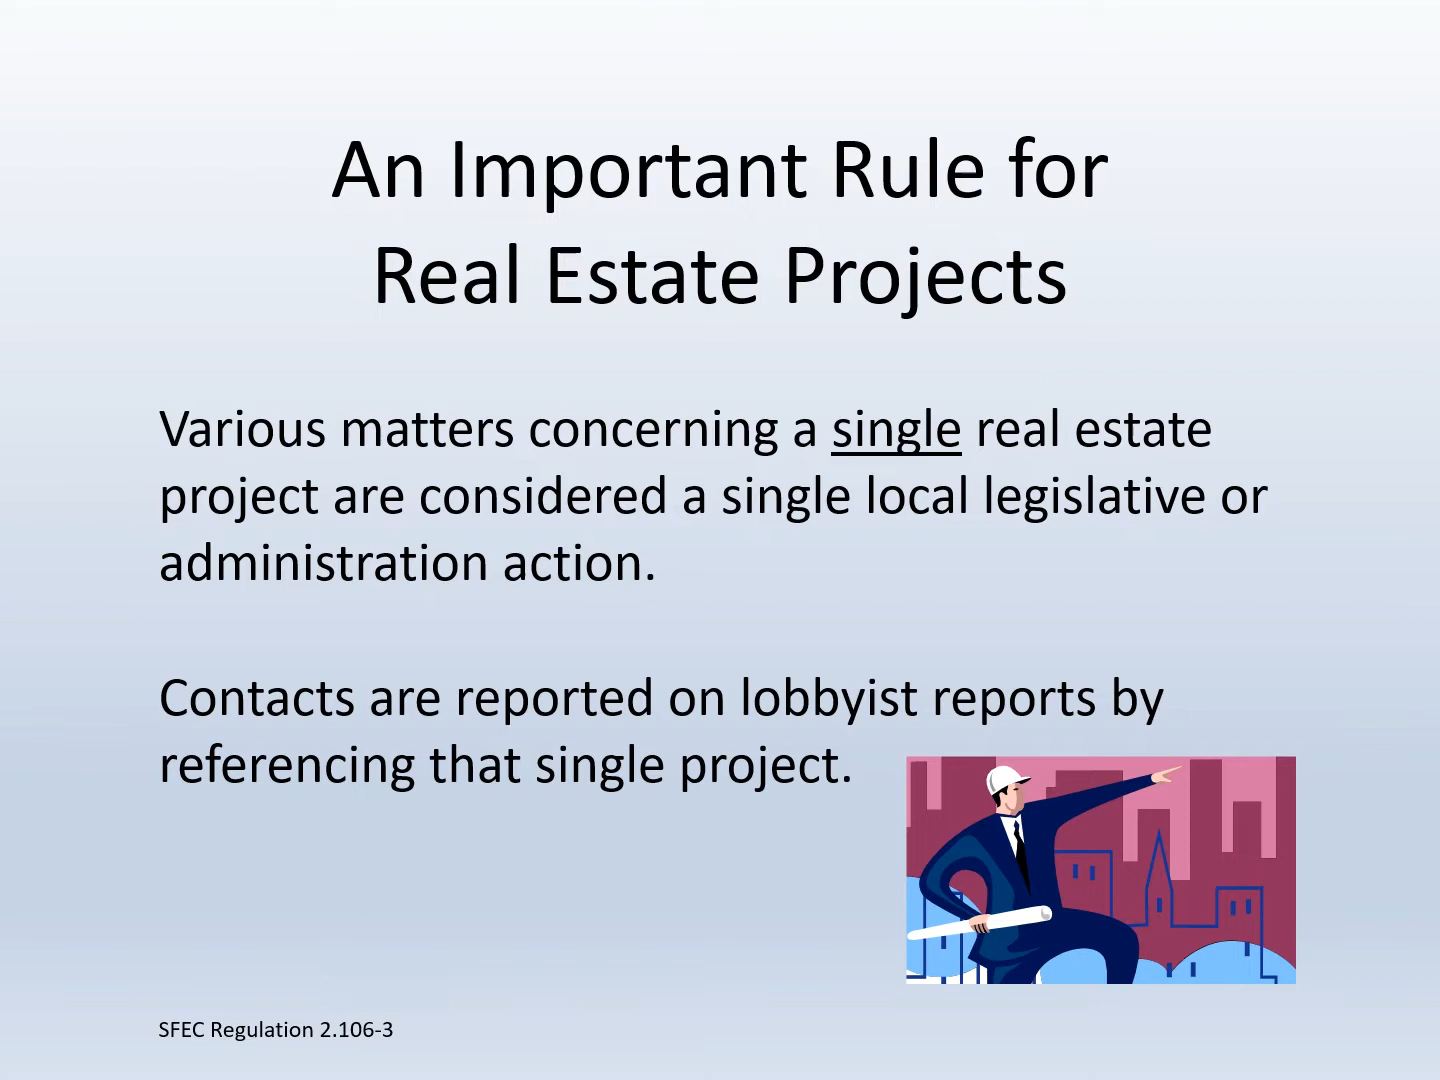 An Important Rule for
Real Estate Projects
Various matters concerning a single real estate
project are considered a single local legislative or
administration action.
Contacts are reported on lobbyist reports by
referencing that single project.
SFEC Regulation 2.106-3